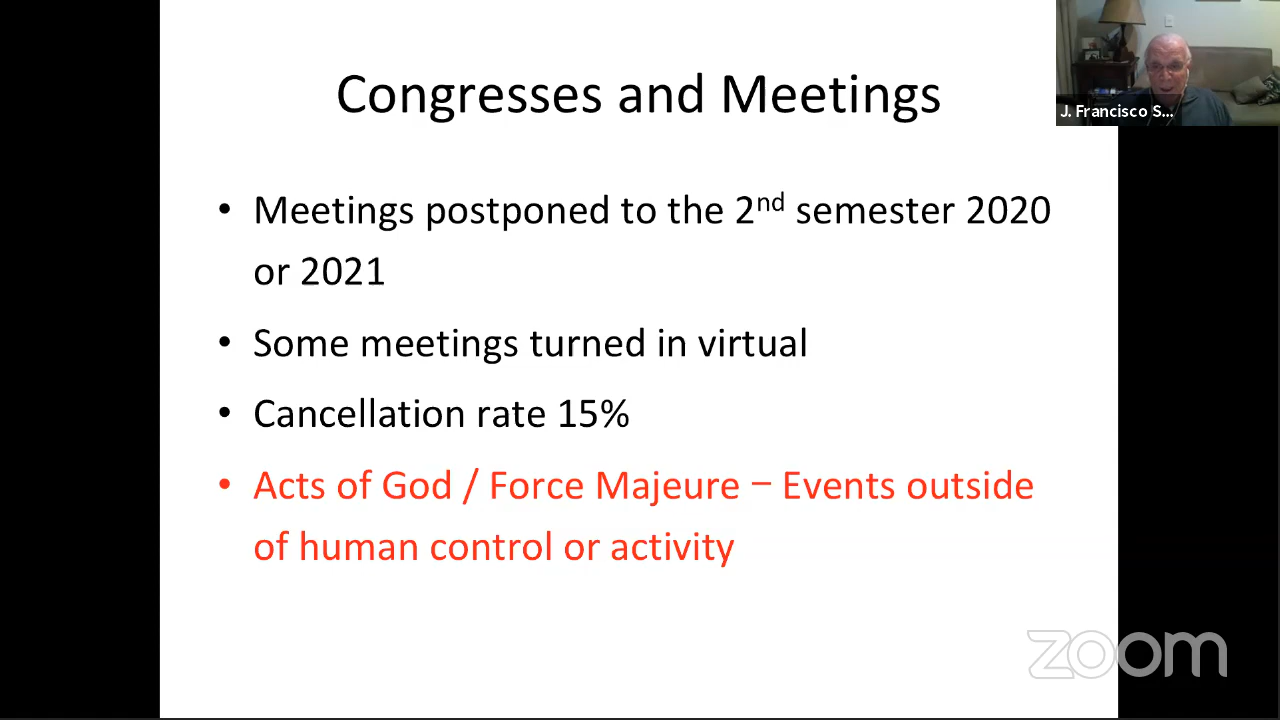 Congresses and Meetings
J. Francisco S...
• Meetings postponed to the 2nd semester 2020
or 2021
• Some meetings turned in virtual
• Cancellation rate 15%
• Acts of God / Force Majeure – Events outside
of human control or activity
zoom